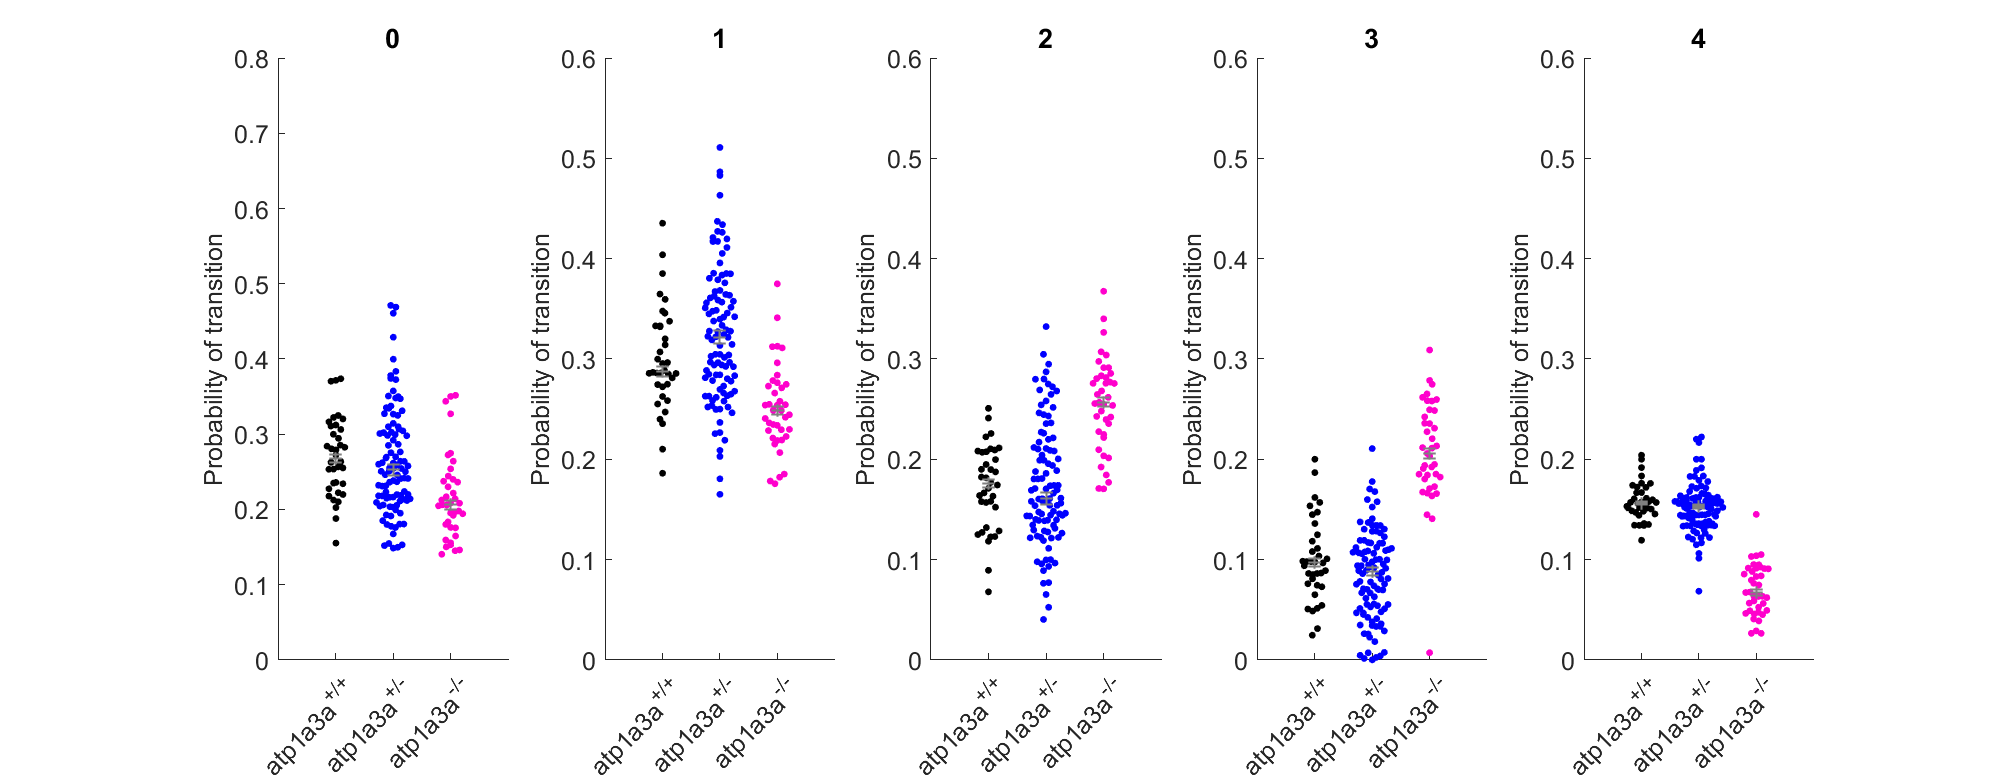 0
0.8
0.7
0.6
0.5
0.4
0.3
0.2
0.1
0
Probability of transition
atp1a3a +/+
atp1a3a +/-
atp1a3a -/-
1
0.6
0.5
0.4
0.3
0.2
0.1
0
Probability of transition
atp1a3a +/+
atp1a3a +/-
atp1a3a -/-
2
0.6
0.5
0.4
0.3
0.2
0.1
0
Probability of transition
atp1a3a +/+
atp1a3a +/-
atp1a3a -/-
3
0.6
0.5
0.4
0.3
0.2
0.1
0
Probability of transition
atp1a3a +/+
atp1a3a +/-
atp1a3a -/-
4
0.6
0.5
0.4
0.3
0.2
0.1
0
Probability of transition
atp1a3a +/+
atp1a3a +/-
atp1a3a -/-